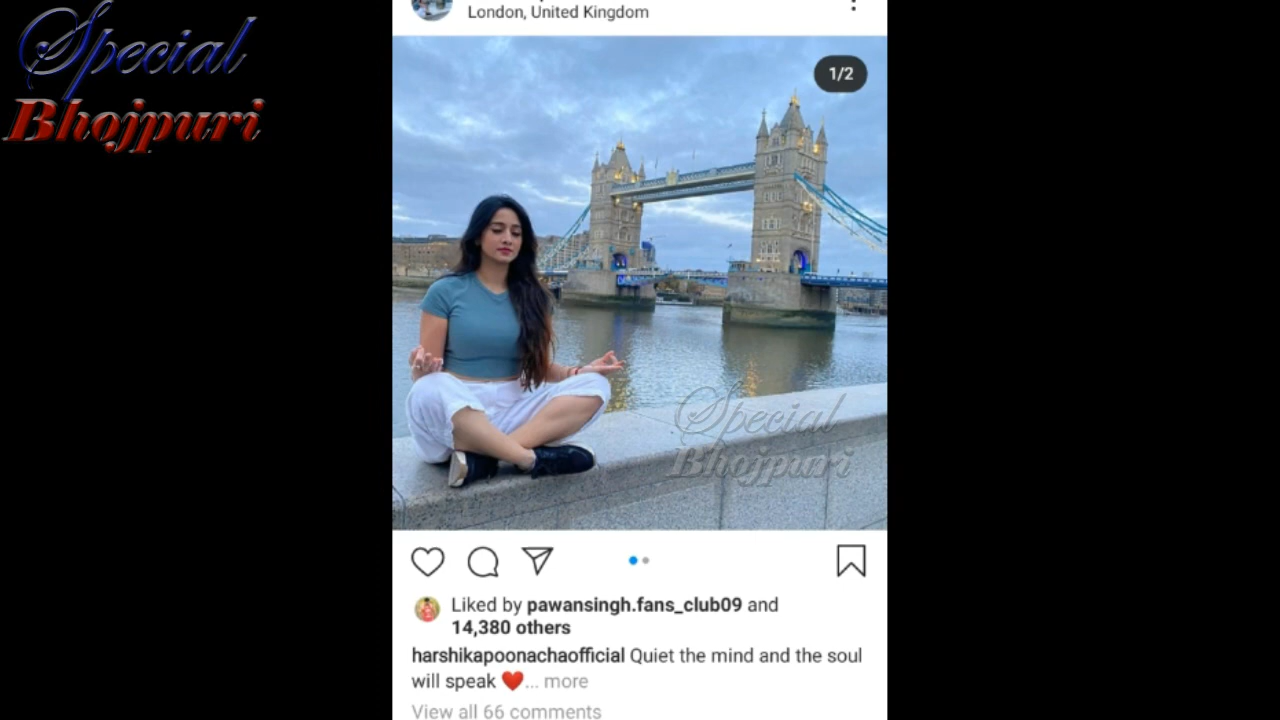 Special
Bhojpuri
London, United Kingdom
1/2
Special
Bhojpuri
Liked by pawansingh.fans_club09 and
14,380 others
harshikapoonachaofficial Quiet the mind and the soul
will speak ❤️... more
View all 66 comments